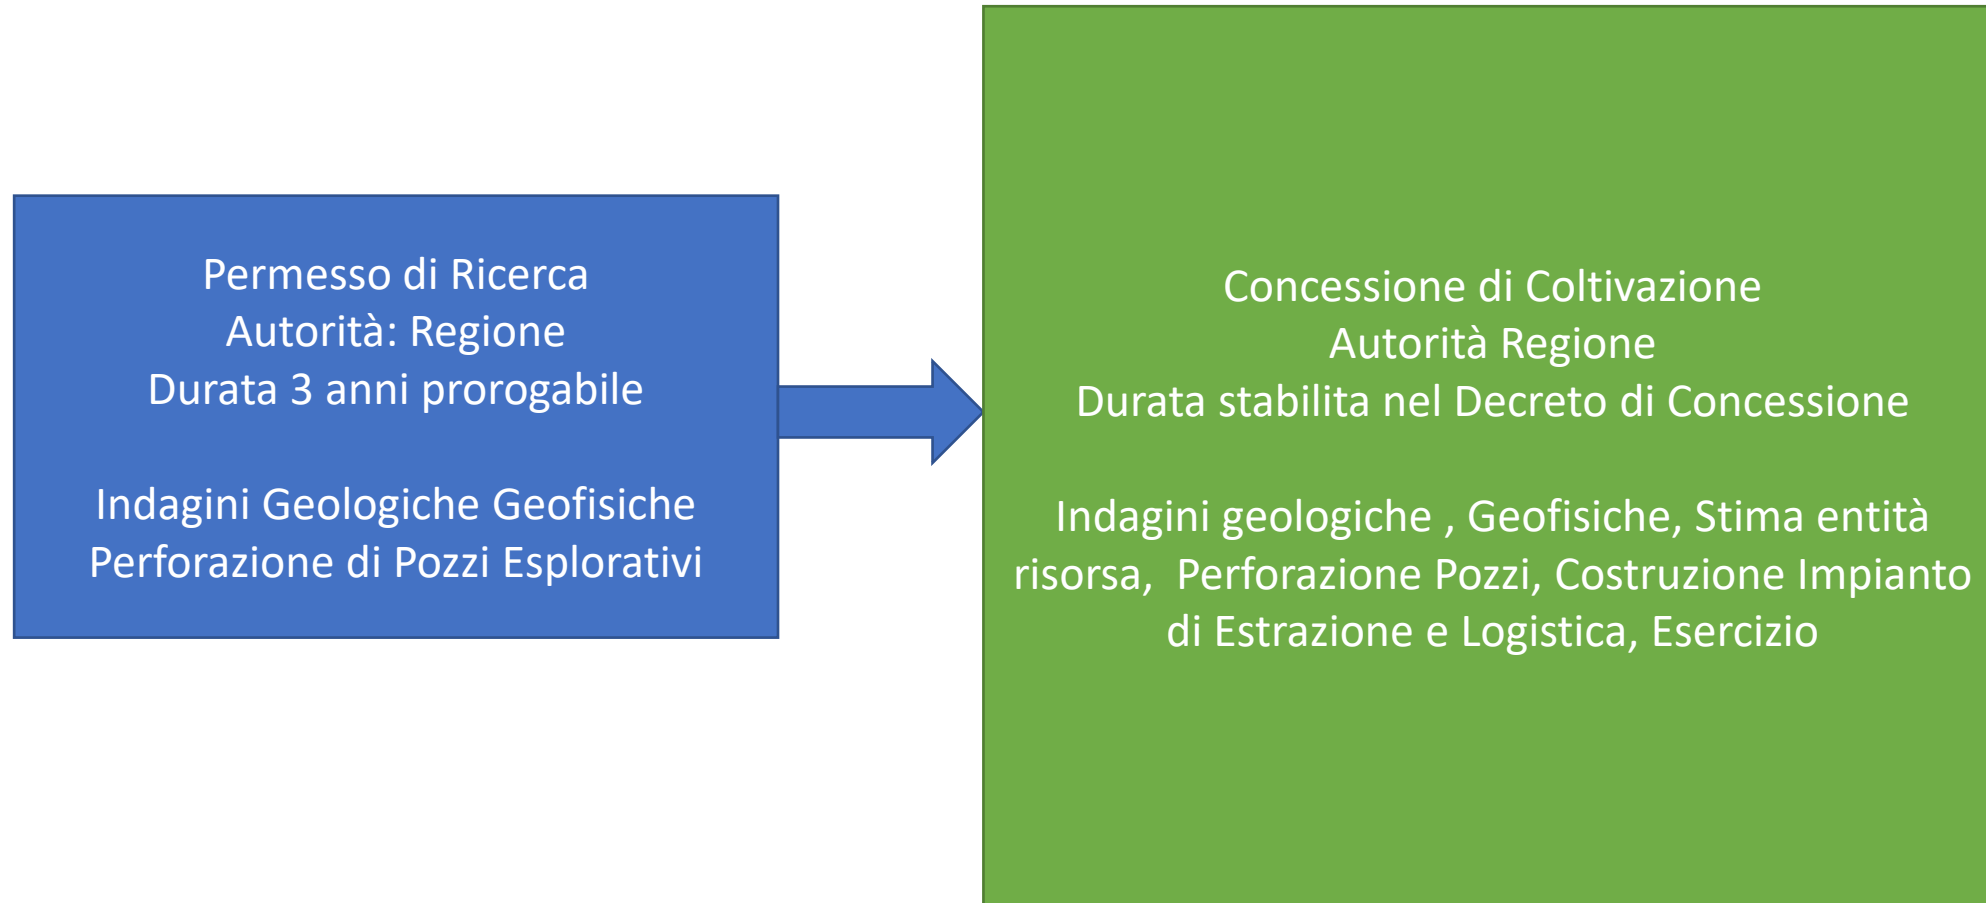 Permesso di Ricerca
Autorità: Regione
Durata 3 anni prorogabile
Indagini Geologiche Geofisiche
Perforazione di Pozzi Esplorativi
Concessione di Coltivazione
Autorità Regione
Durata stabilita nel Decreto di Concessione
Indagini geologiche , Geofisiche, Stima entità
risorsa, Perforazione Pozzi, Costruzione Impianto
di Estrazione e Logistica, Esercizio